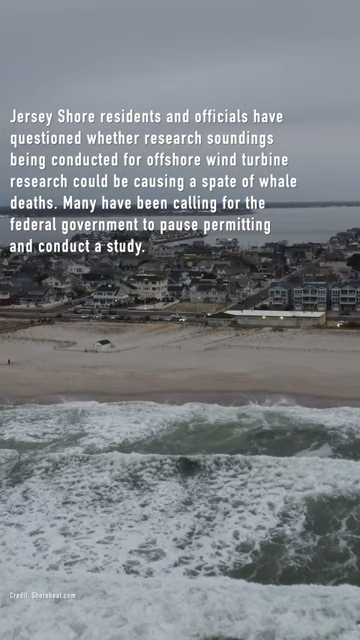 Jersey Shore residents and officials have
questioned whether research soundings
being conducted for offshore wind turbine
research could be causing a spate of whale
deaths. Many have been calling for the
federal government to pause permitting
and conduct a study.
Credit: Shorebeat.com